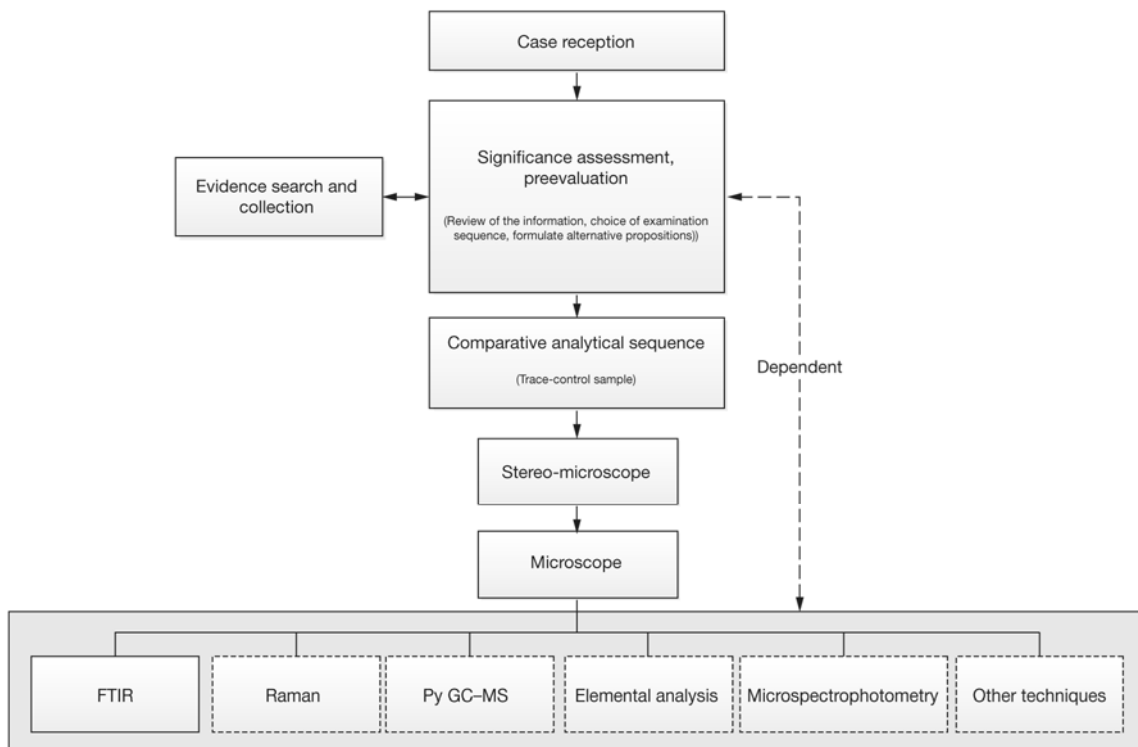 Case reception
Significance assessment,
preevaluation
(Review of the information, choice of examination
sequence, formulate alternative propositions))
Evidence search and
collection
Comparative analytical sequence
(Trace-control sample)
Dependent
Stereo-microscope
Microscope
FTIR
Raman
Py GC–MS
Elemental analysis
Microspectrophotometry
Other techniques